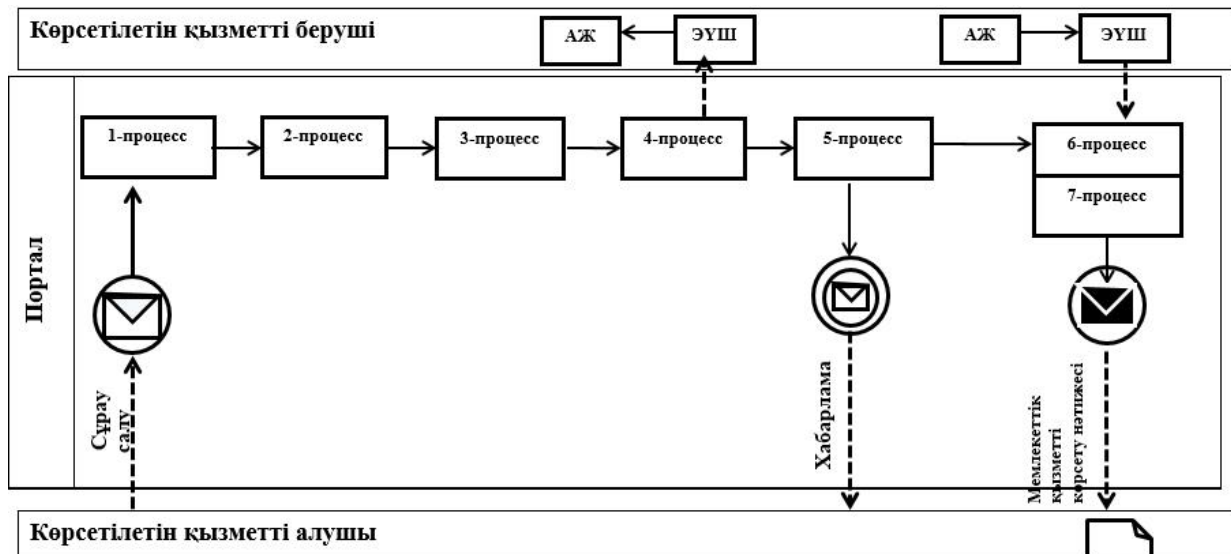 Көрсетілетін қызметті беруші
АЖ
ЭҮШ
АЖ
ЭҮШ
Портал
1-процесс
2-процесс
3-процесс
4-процесс
5-процесс
6-процесс
7-процесс
Сұрау
салу
Хабарлама
Мемлекеттік
қызметті
көрсету нәтижесі
Көрсетілетін қызметті алушы